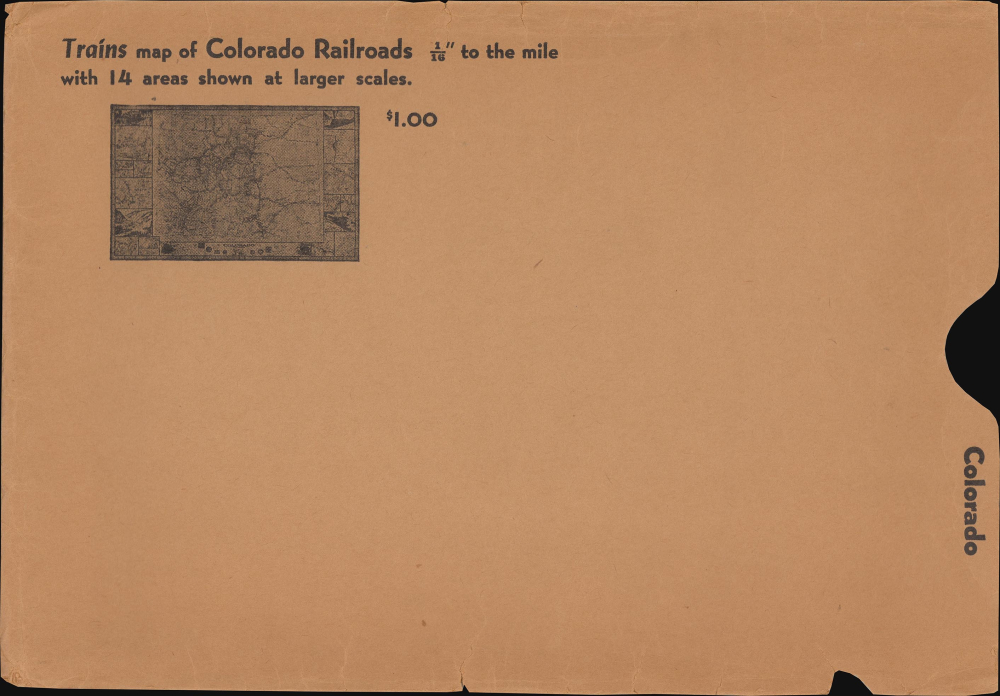 Trains map of Colorado Railroads 1/16" to the mile
with 14 areas shown at larger scales.
$1.00
Colorado